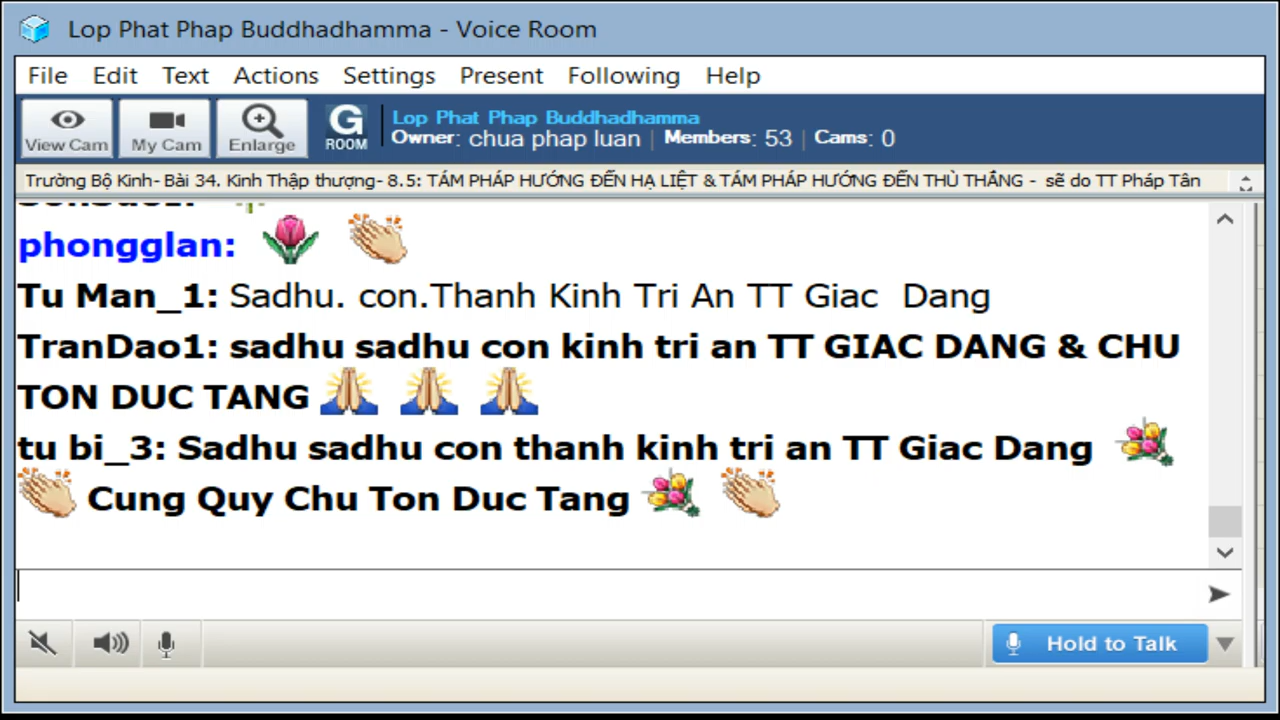 Lop Phat Phap Buddhadhamma - Voice Room
File Edit Text Actions Settings Present Following Help
View Cam My Cam Enlarge G ROOM
Lop Phat Phap Buddhadhamma
Owner: chua phap luan | Members: 53 | Cams: 0
Trường Bộ Kinh- Bài 34. Kinh Thập thượng- 8.5: TÁM PHÁP HƯỚNG ĐẾN HẠ LIỆT & TÁM PHÁP HƯỚNG ĐẾN THÙ THẮNG - sẽ do TT Pháp Tân
phongglan:
Tu Man_1: Sadhu. con.Thanh Kinh Tri An TT Giac Dang
TranDao1: sadhu sadhu con kinh tri an TT GIAC DANG & CHU
TON DUC TANG
tu bi_3: Sadhu sadhu con thanh kinh tri an TT Giac Dang
Cung Quy Chu Ton Duc Tang
Hold to Talk